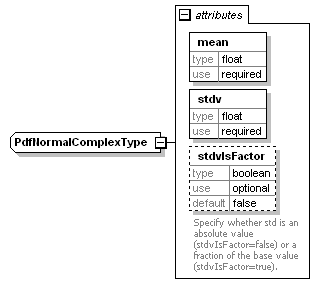 attributes
mean
type float
use required
stdv
type float
use required
PdfNormalComplexType
stdvIsFactor
type boolean
use optional
default false
Specify whether std is an
absolute value
(stdvIsFactor=false) or a
fraction of the base value
(stdvIsFactor=true).